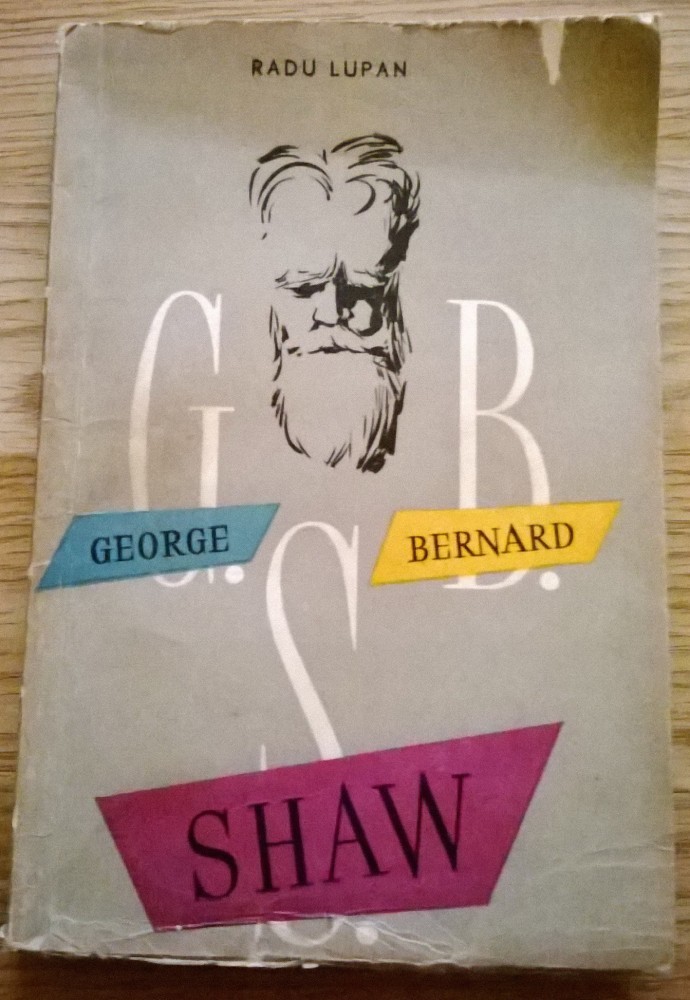 RADU LUPAN
G. B.
GEORGE BERNARD
S.
SHAW